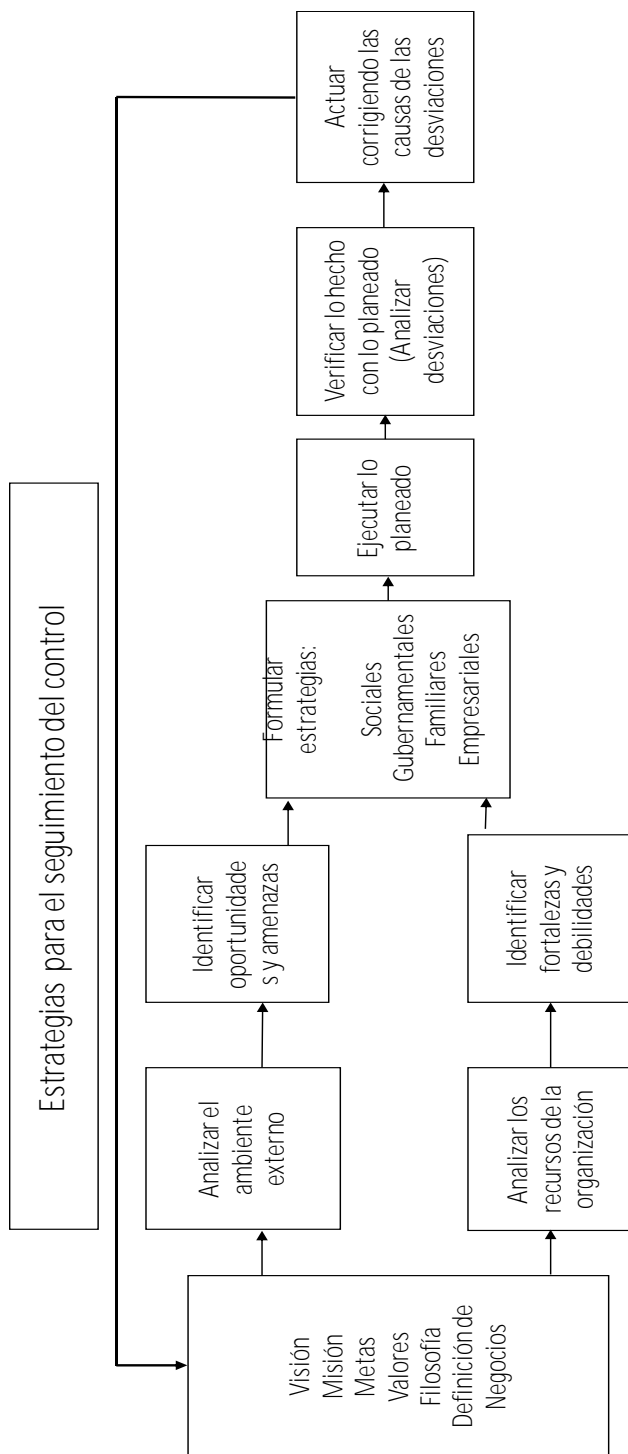 Estrategias para el seguimiento del control
Visión
Misión
Metas
Valores
Filosofía
Definición de
Negocios
Analizar el
ambiente
externo
Identificar
oportunidade
s y amenazas
Analizar los
recursos de la
organización
Identificar
fortalezas y
debilidades
Formular
estrategias:
Sociales
Gubernamentales
Familiares
Empresariales
Ejecutar lo
planeado
Verificar lo hecho
con lo planeado
(Analizar
desviaciones)
Actuar
corrigiendo las
causas de las
desviaciones